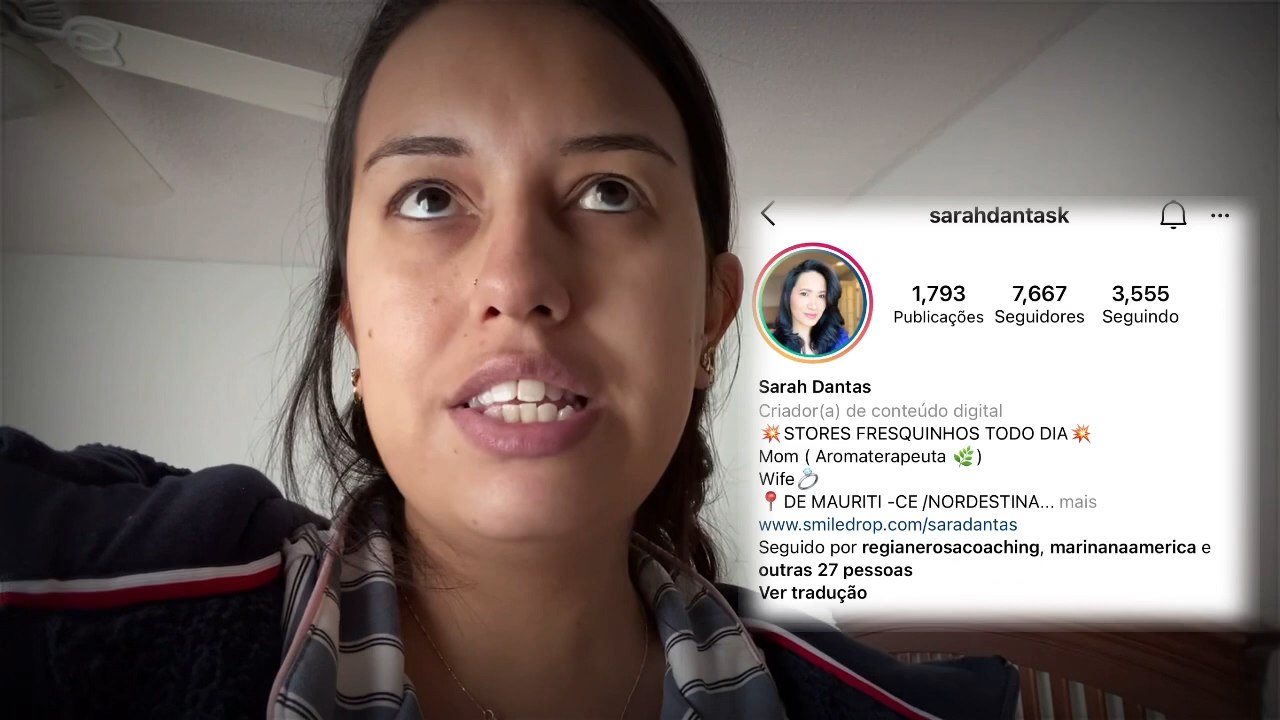 sarahdantask
1,793 7,667 3,555
Publicações Seguidores Seguindo
Sarah Dantas
Criador(a) de conteúdo digital
💥STORES FRESQUINHOS TODO DIA💥
Mom ( Aromaterapeuta 🌿)
Wife💍
📍DE MAURITI -CE /NORDESTINA... mais
www.smiledrop.com/saradantas
Seguido por regianerosacoaching, marinanaamerica e
outras 27 pessoas
Ver tradução